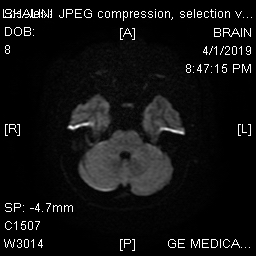 JPEG compression, selection v...
DOB:
8
[A]
BRAIN
4/1/2019
8:47:15 PM
[R]
[L]
SP: -4.7mm
C1507
W3014
[P]
GE MEDICA...